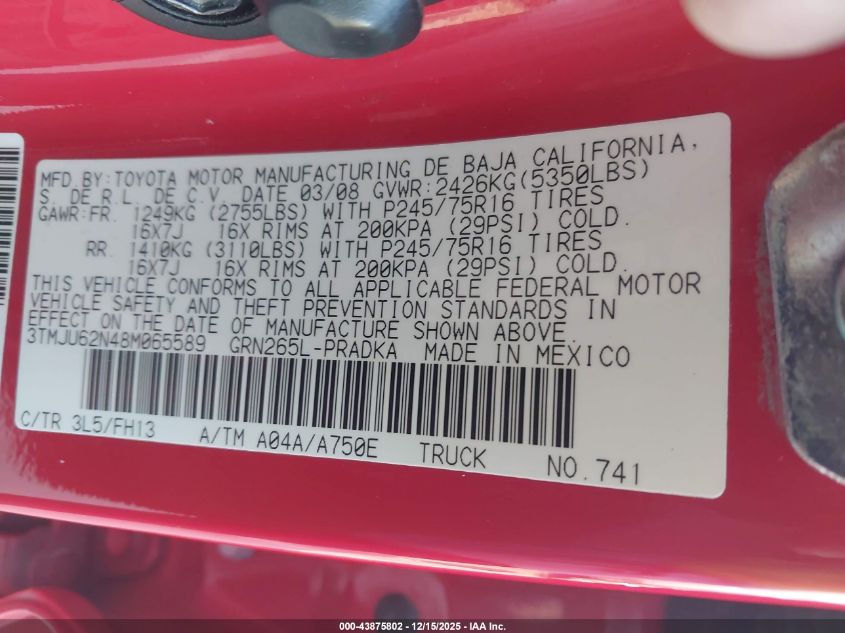 MFD BY:TOYOTA MOTOR MANUFACTURING DE BAJA CALIFORNIA,
S. DE R.L. DE C.V. DATE 03/08 GVWR:2426KG(5350LBS)
GAWR:FR. 1249KG (2755LBS) WITH P245/75R16 TIRES
16X7J 16X RIMS AT 200KPA (29PSI) COLD.
RR. 1410KG (3110LBS) WITH P245/75R16 TIRES
16X7J 16X RIMS AT 200KPA (29PSI) COLD.
THIS VEHICLE CONFORMS TO ALL APPLICABLE FEDERAL MOTOR
VEHICLE SAFETY AND THEFT PREVENTION STANDARDS IN
EFFECT ON THE DATE OF MANUFACTURE SHOWN ABOVE.
3TMJU62N48M065589 GRN265L-PRADKA MADE IN MEXICO
C/TR 3L5/FH13 A/TM A04A/A750E TRUCK NO.741
000-43875802 - 12/15/2025 - IAA Inc.